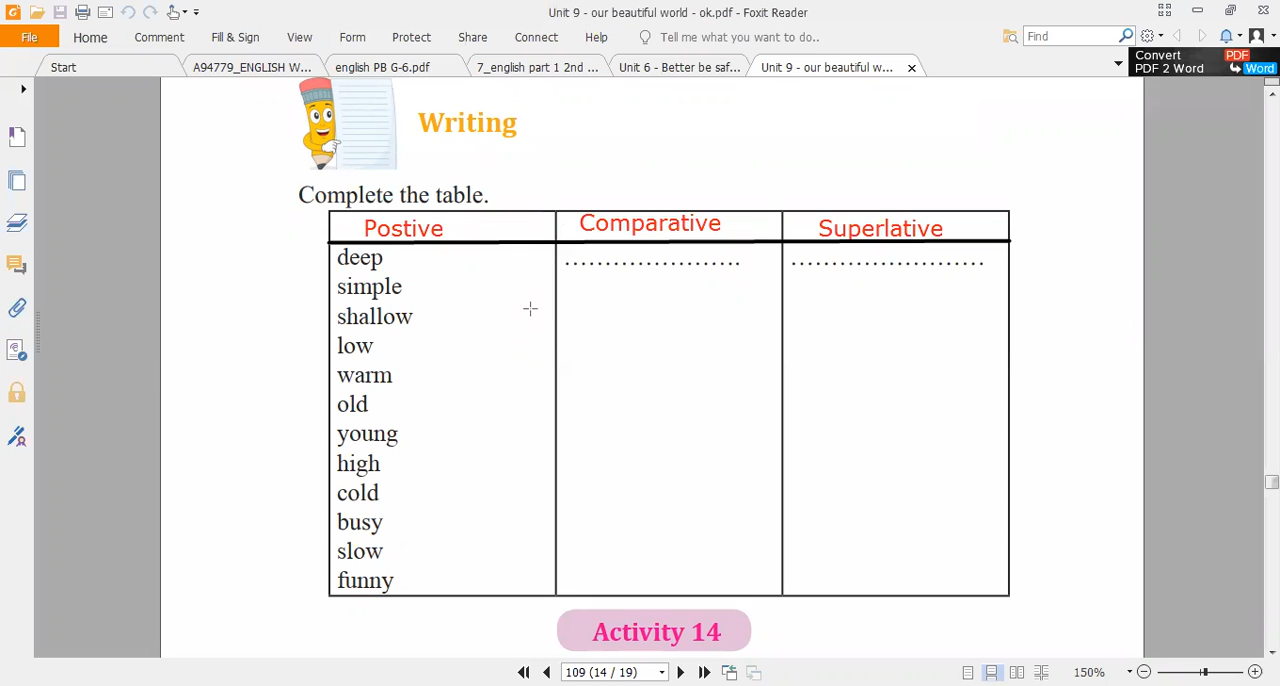 Unit 9 - our beautiful world - ok.pdf - Foxit Reader
File Home Comment Fill & Sign View Form Protect Share Connect Help Tell me what you want to do.. Find
Start A94779_ENGLISH W... english PB G-6.pdf 7_english part 1 2nd ... Unit 6 - Better be saf... Unit 9 - our beautiful w...
Convert PDF
PDF 2 Word Word
Writing
Complete the table.
Postive Comparative Superlative
deep ...................... ........................
simple
shallow
low
warm
old
young
high
cold
busy
slow
funny
Activity 14
109 (14 / 19) 150%